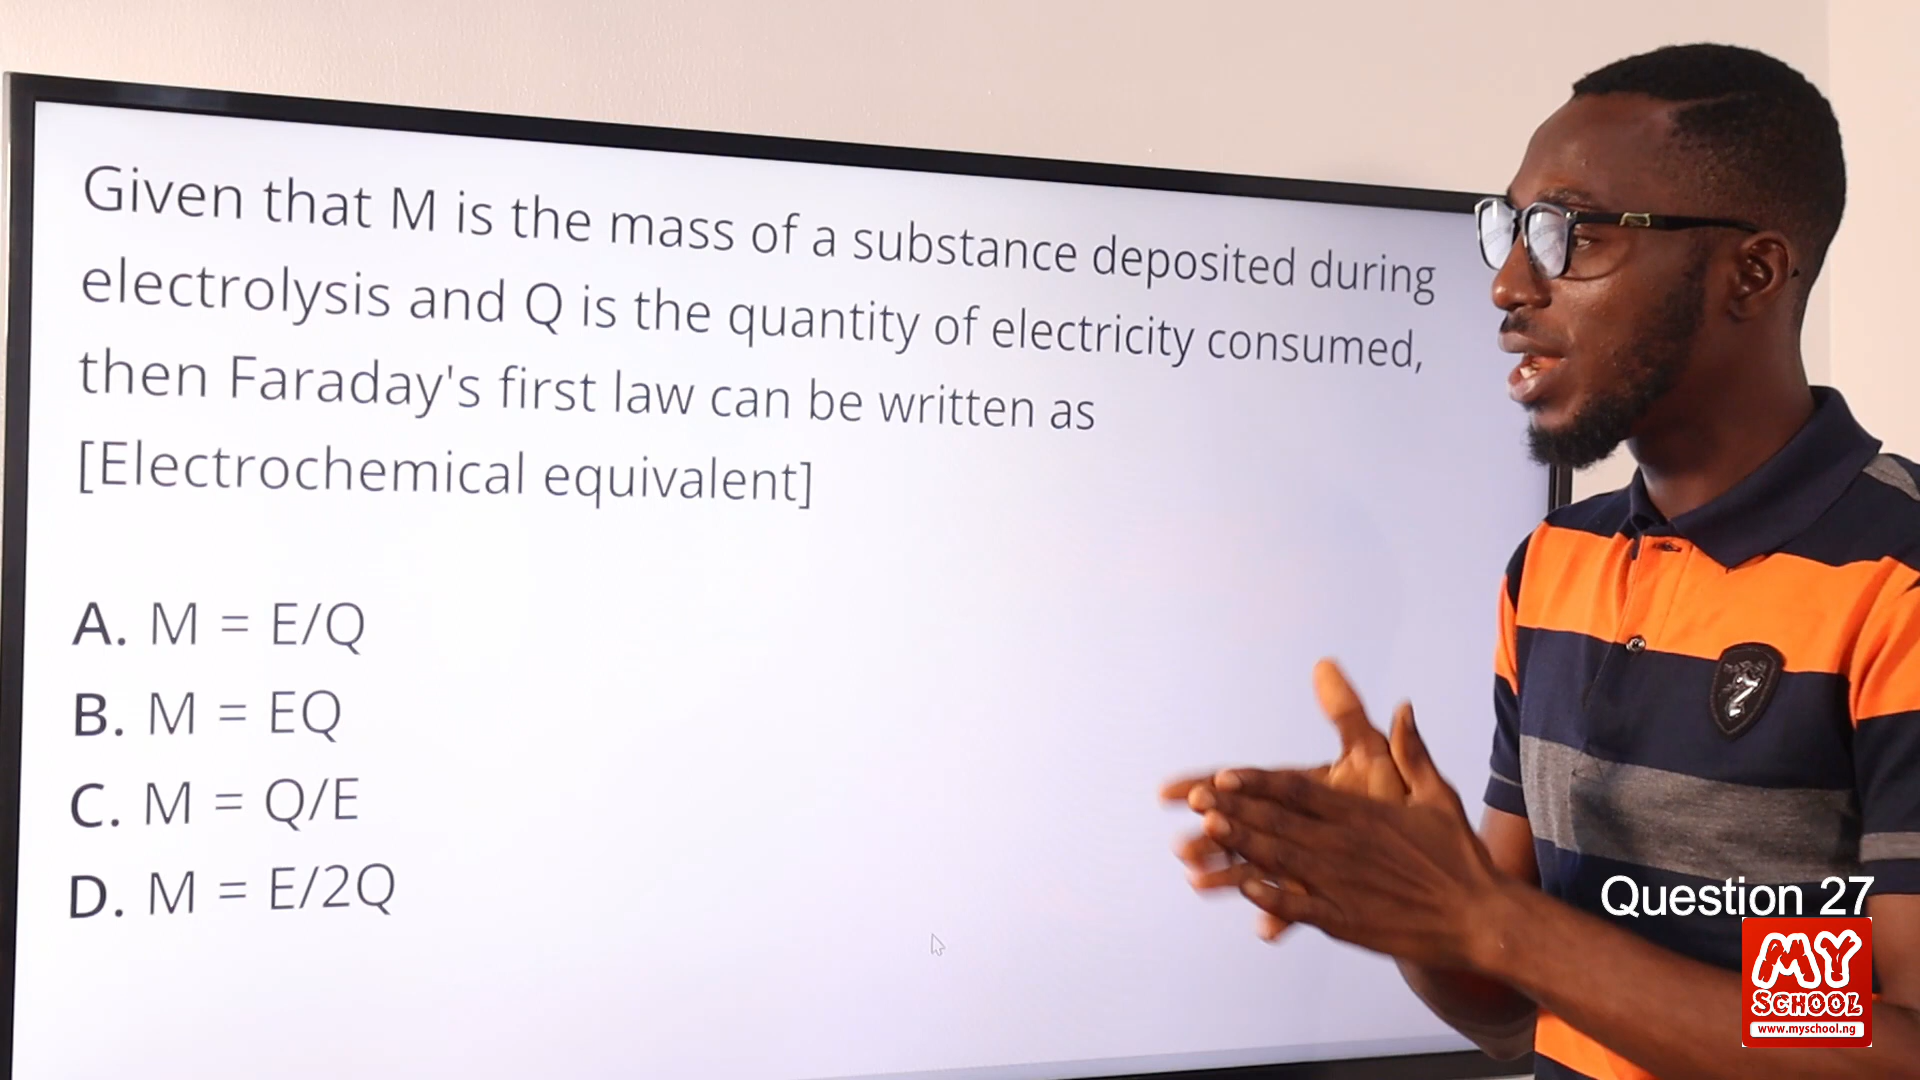 Given that M is the mass of a substance deposited during
electrolysis and Q is the quantity of electricity consumed,
then Faraday's first law can be written as
[Electrochemical equivalent]
A. M = E/Q
B. M = EQ
C. M = Q/E
D. M = E/2Q
Question 27
MY
SCHOOL
www.myschool.ng